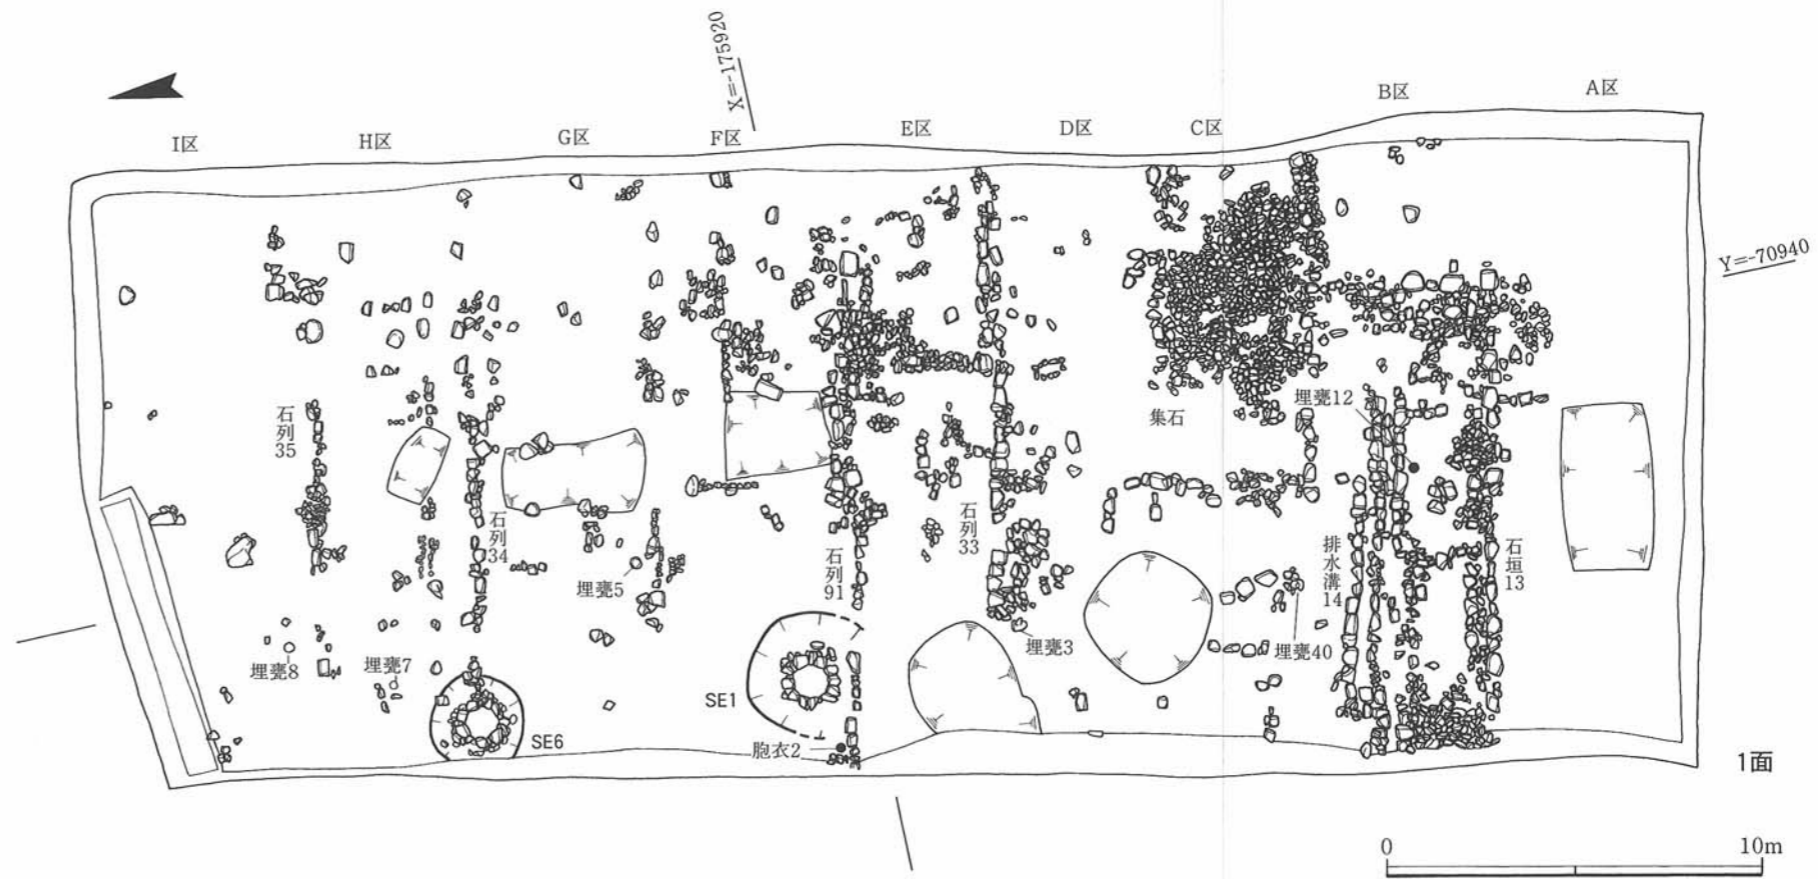 X=-175920
I区
H区
G区
F区
E区
D区
C区
B区
A区
Y=-70940
石列35
石列34
埋甕5
石列91
石列33
集石
埋甕12
排水溝14
石垣13
埋甕8
埋甕7
SE6
SE1
胞衣2
埋甕3
埋甕40
1面
0
10m